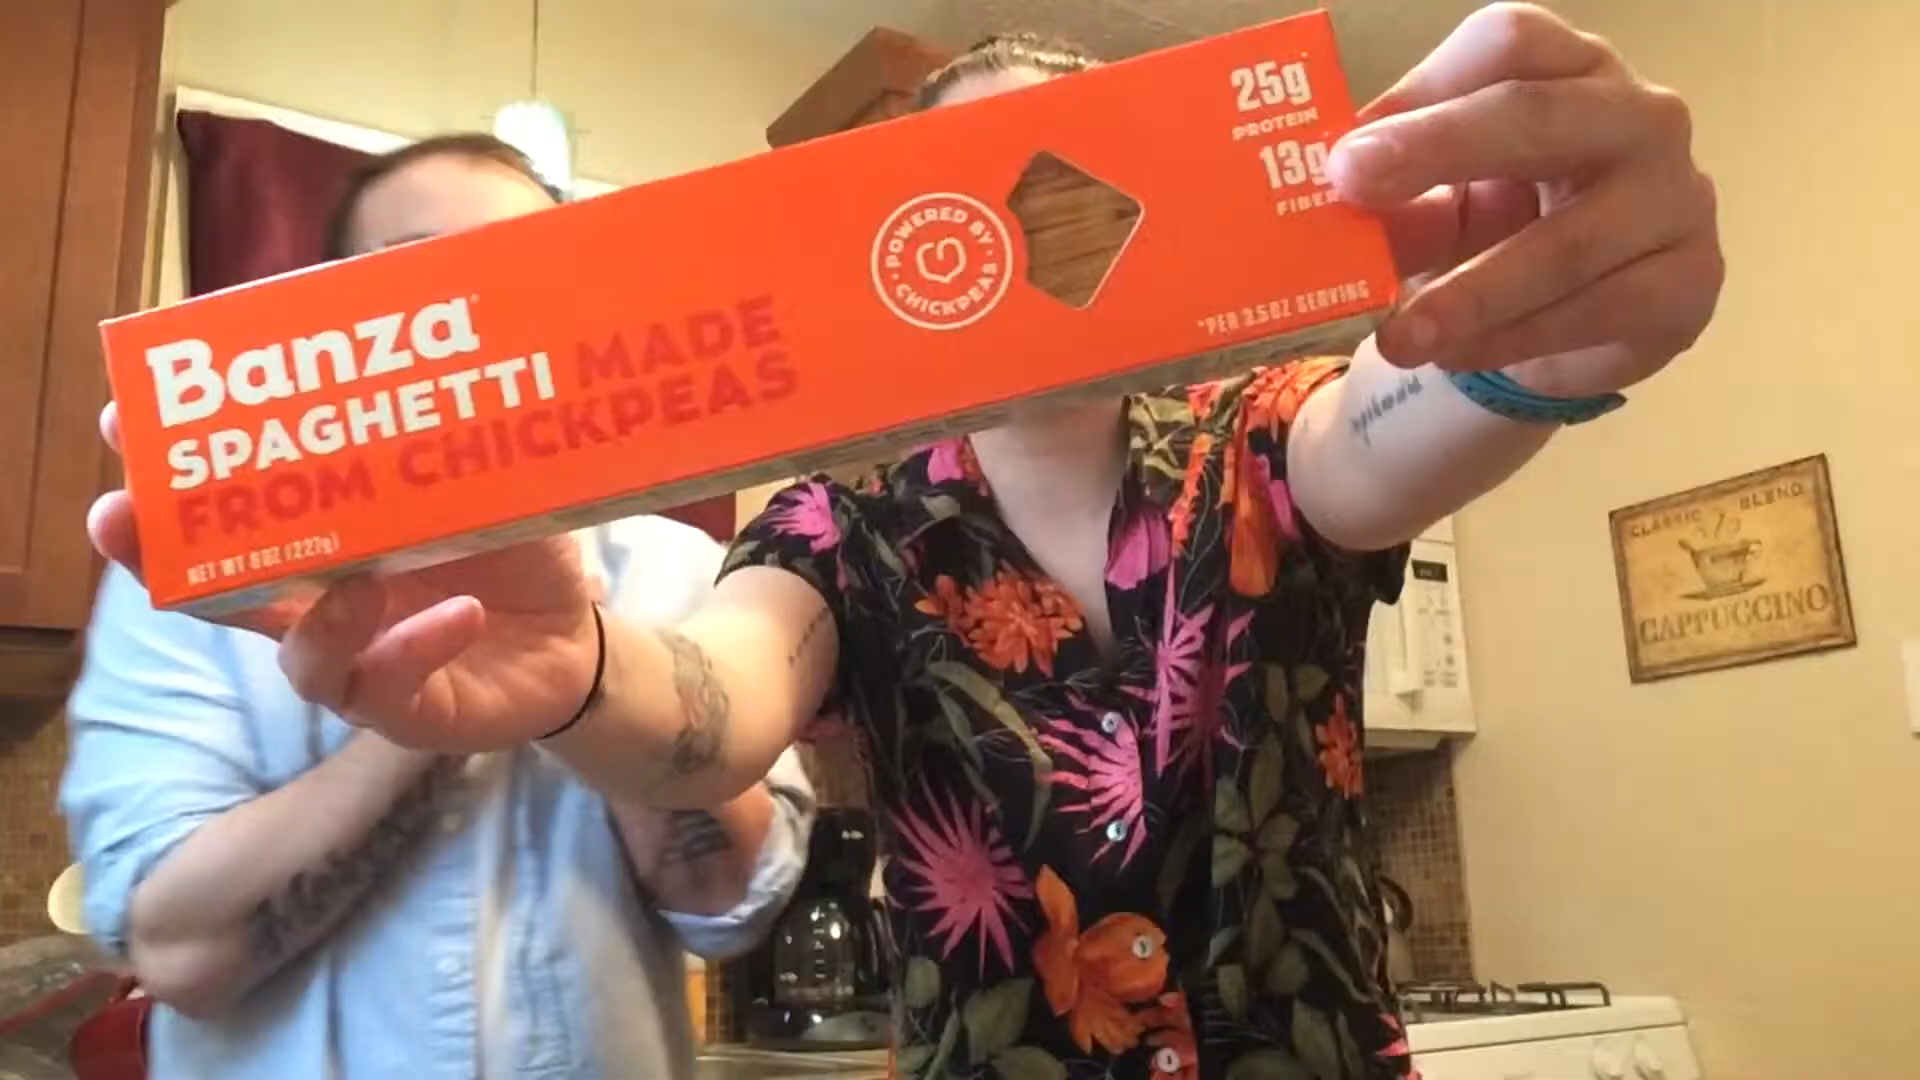 Banza
SPAGHETTI MADE
FROM CHICKPEAS
NET WT 8OZ (227g)
POWERED BY
CHICKPEAS
25g*
PROTEIN
13g*
FIBER
*PER 3.5OZ SERVING
CLASSIC BLEND
CAPPUCCINO